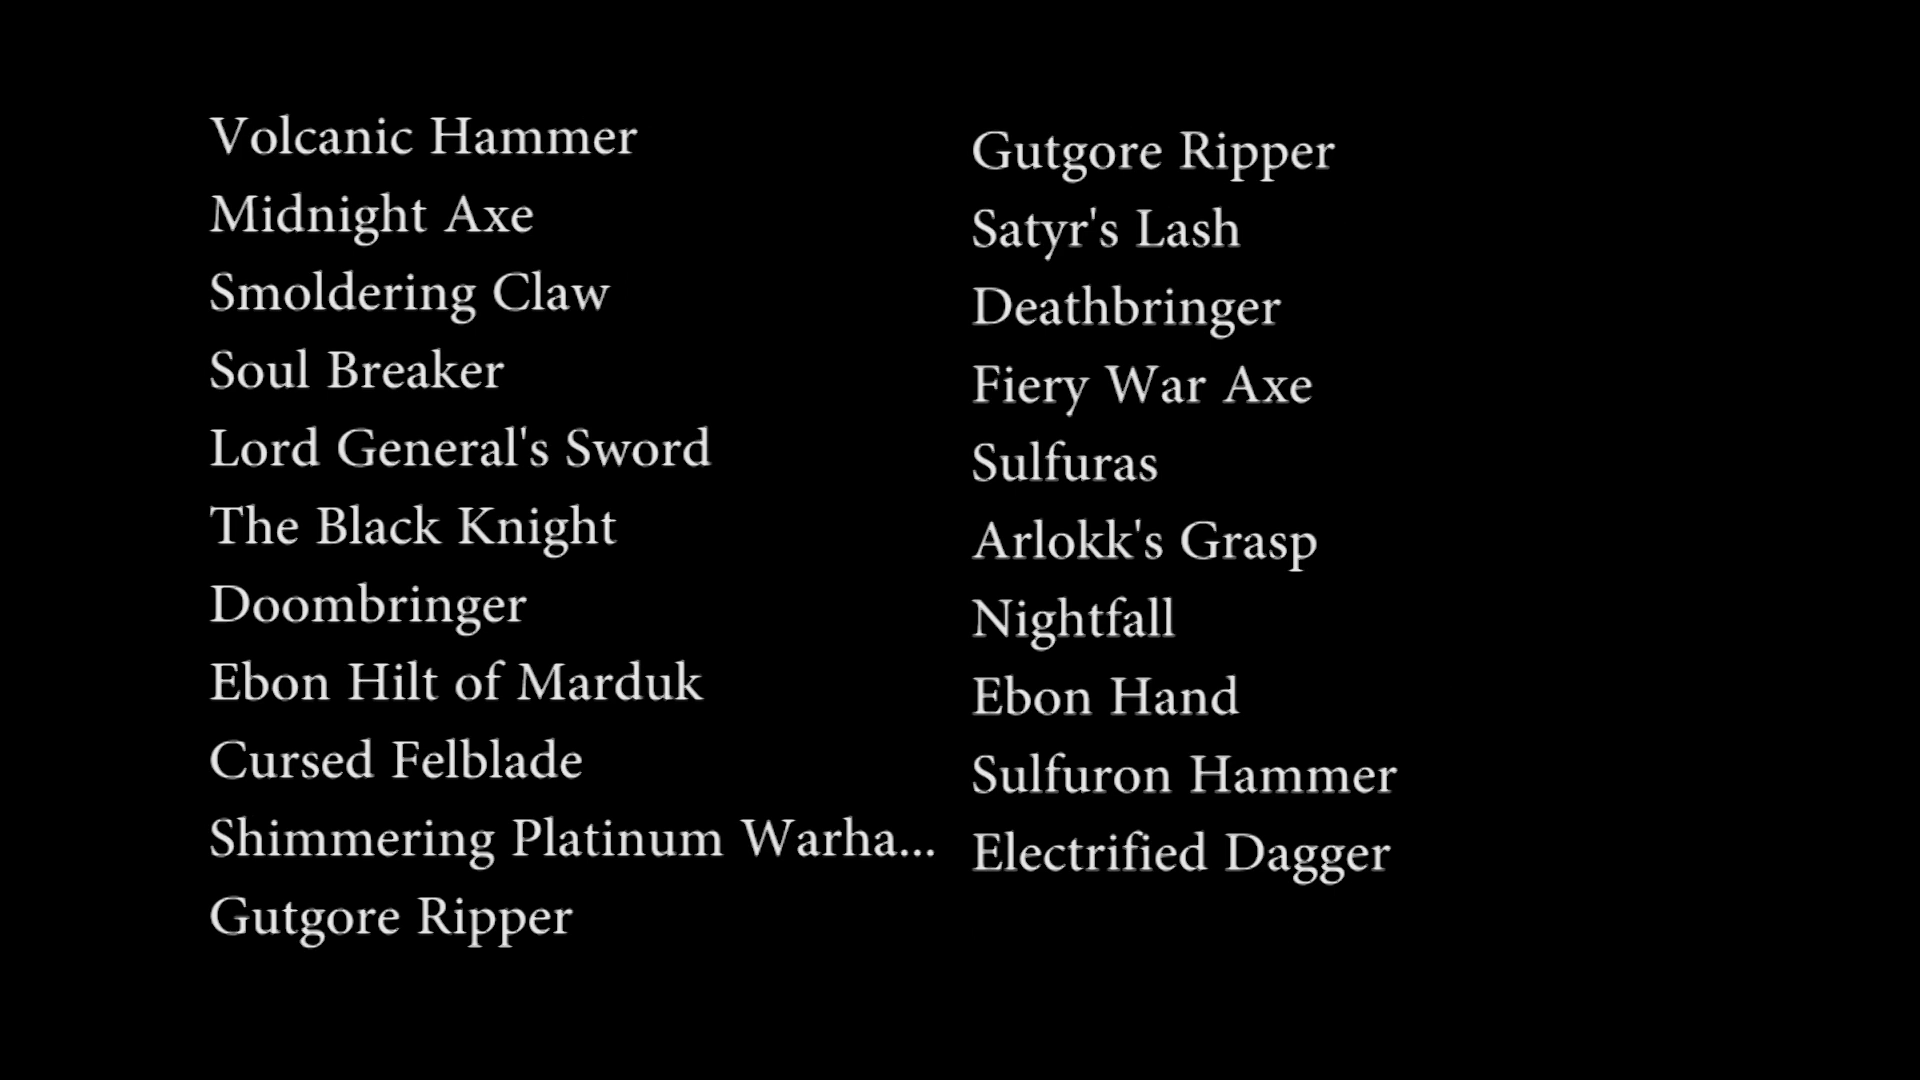 Volcanic Hammer
Midnight Axe
Smoldering Claw
Soul Breaker
Lord General's Sword
The Black Knight
Doombringer
Ebon Hilt of Marduk
Cursed Felblade
Shimmering Platinum Warha...
Gutgore Ripper
Gutgore Ripper
Satyr's Lash
Deathbringer
Fiery War Axe
Sulfuras
Arlokk's Grasp
Nightfall
Ebon Hand
Sulfuron Hammer
Electrified Dagger